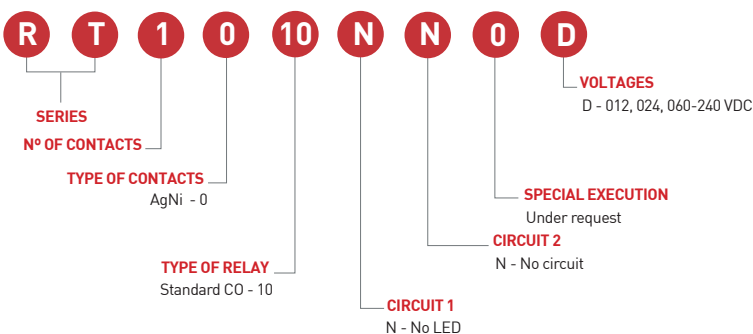 R T 1 0 10 N N 0 D
VOLTAGES
D - 012, 024, 060-240 VDC
SERIES
Nº OF CONTACTS
TYPE OF CONTACTS
AgNi - 0
SPECIAL EXECUTION
Under request
CIRCUIT 2
N - No circuit
TYPE OF RELAY
Standard CO - 10
CIRCUIT 1
N - No LED